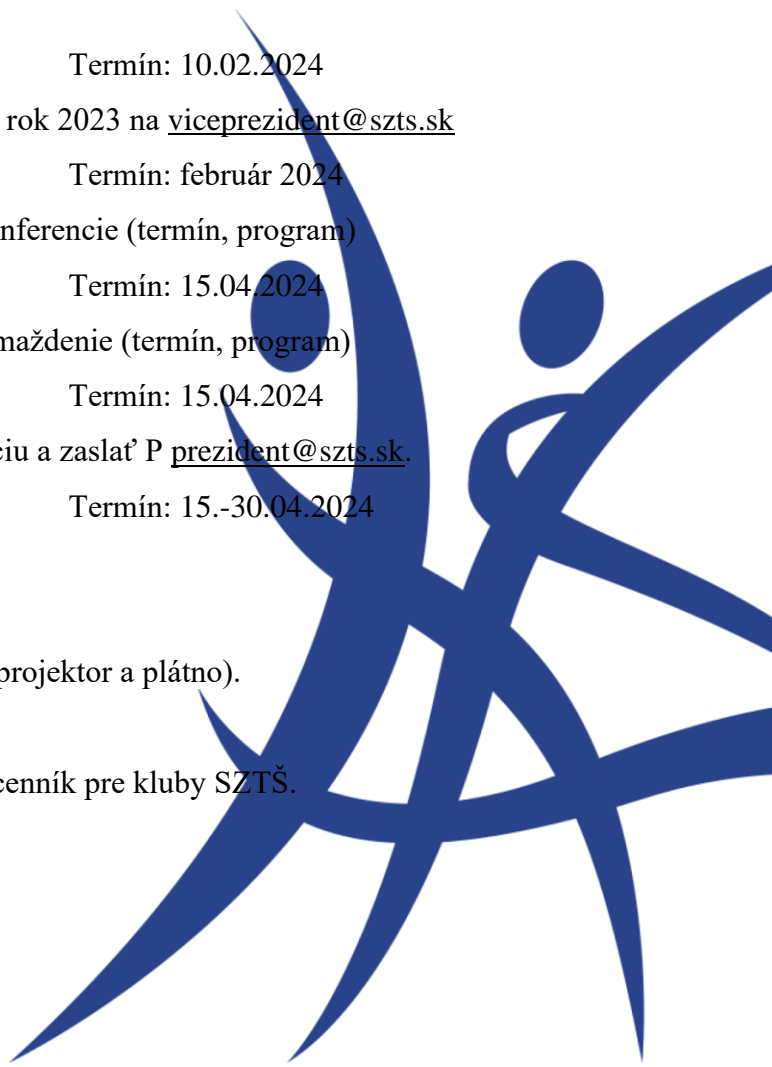 Termín: 10.02.2024
rok 2023 na viceprezident@szts.sk
Termín: február 2024
nferencie (termín, program)
Termín: 15.04.2024
maždenie (termín, program)
Termín: 15.04.2024
ciu a zaslať P prezident@szts.sk.
Termín: 15.-30.04.2024
projektor a plátno).
cenník pre kluby SZTŠ.